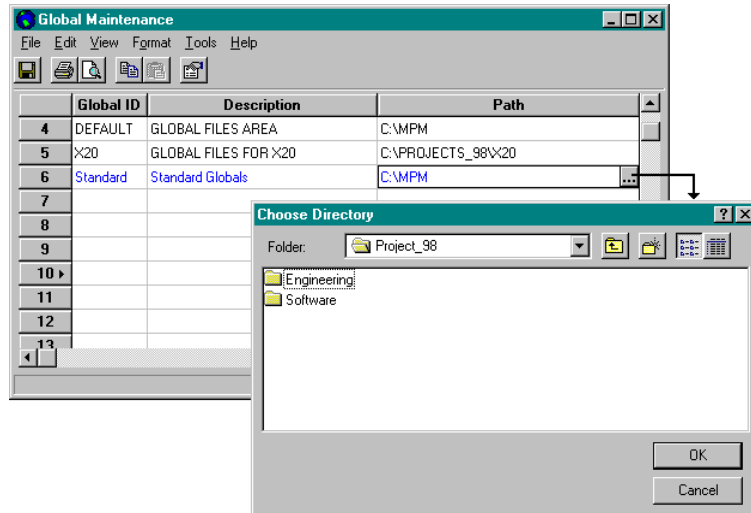 Global Maintenance
File Edit View Format Tools Help
Global ID Description Path
4 DEFAULT GLOBAL FILES AREA C:\MPM
5 X20 GLOBAL FILES FOR X20 C:\PROJECTS_98\X20
6 Standard Standard Globals C:\MPM ...
7
8
9
10
11
12
13
Choose Directory
Folder: Project_98
Engineering
Software
OK
Cancel